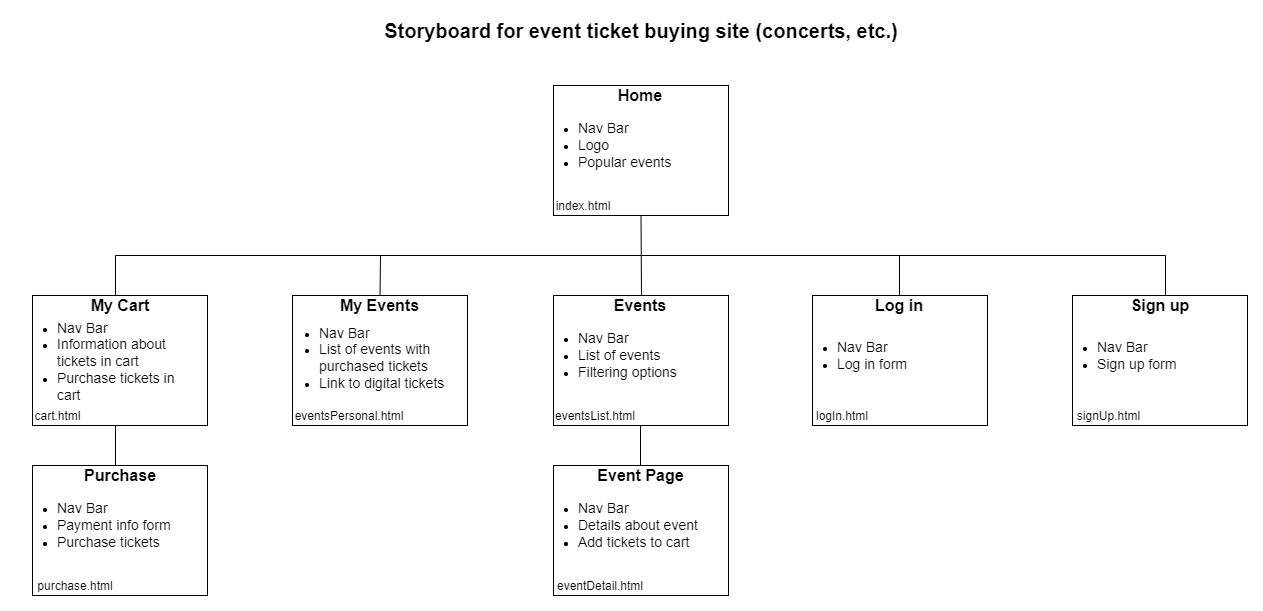 Storyboard for event ticket buying site (concerts, etc.)
Home
• Nav Bar
• Logo
• Popular events
index.html
My Cart
• Nav Bar
• Information about
tickets in cart
• Purchase tickets in
cart
cart.html
My Events
• Nav Bar
• List of events with
purchased tickets
• Link to digital tickets
eventsPersonal.html
Events
• Nav Bar
• List of events
• Filtering options
eventsList.html
Log in
• Nav Bar
• Log in form
logIn.html
Sign up
• Nav Bar
• Sign up form
signUp.html
Purchase
• Nav Bar
• Payment info form
• Purchase tickets
purchase.html
Event Page
• Nav Bar
• Details about event
• Add tickets to cart
eventDetail.html